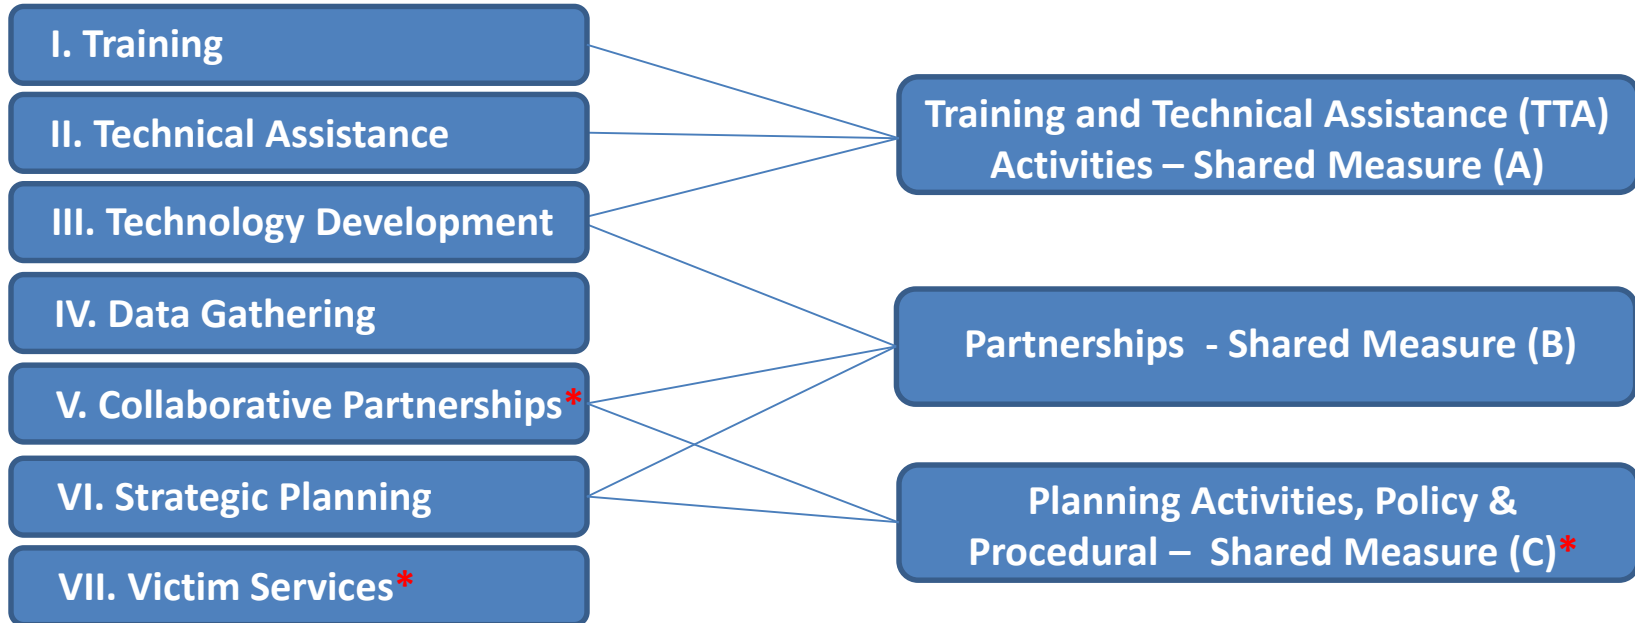 I. Training
II. Technical Assistance
III. Technology Development
IV. Data Gathering
V. Collaborative Partnerships*
VI. Strategic Planning
VII. Victim Services*
Training and Technical Assistance (TTA)
Activities – Shared Measure (A)
Partnerships  - Shared Measure (B)
Planning Activities, Policy &
Procedural –  Shared Measure (C)*